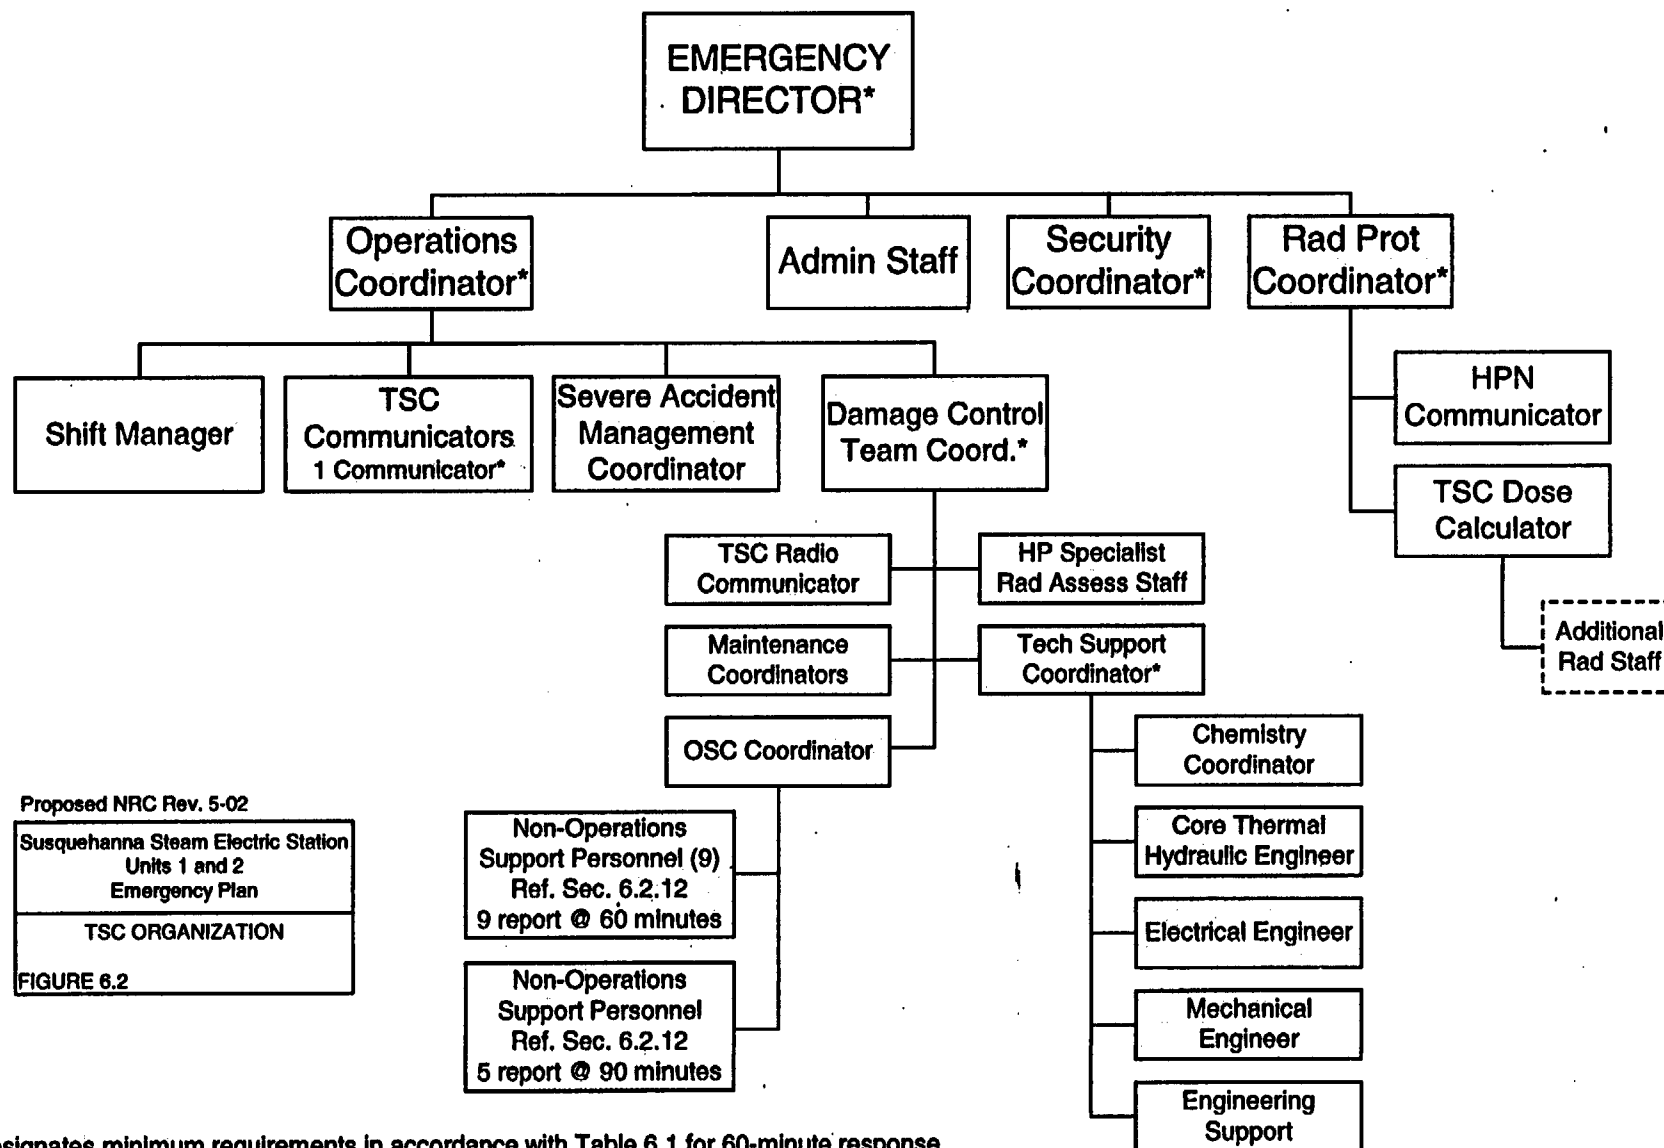 EMERGENCY
DIRECTOR*
Operations
Coordinator*
Admin Staff
Security
Coordinator*
Rad Prot
Coordinator*
Shift Manager
TSC
Communicators
1 Communicator*
Severe Accident
Management
Coordinator
Damage Control
Team Coord.*
HPN
Communicator
TSC Dose
Calculator
Additional
Rad Staff
TSC Radio
Communicator
HP Specialist
Rad Assess Staff
Maintenance
Coordinators
Tech Support
Coordinator*
OSC Coordinator
Chemistry
Coordinator
Core Thermal
Hydraulic Engineer
Electrical Engineer
Mechanical
Engineer
Engineering
Support
Non-Operations
Support Personnel (9)
Ref. Sec. 6.2.12
9 report @ 60 minutes
Non-Operations
Support Personnel
Ref. Sec. 6.2.12
5 report @ 90 minutes
Proposed NRC Rev. 5-02
Susquehanna Steam Electric Station
Units 1 and 2
Emergency Plan
TSC ORGANIZATION
FIGURE 6.2
signates minimum requirements in accordance with Table 6.1 for 60-minute response